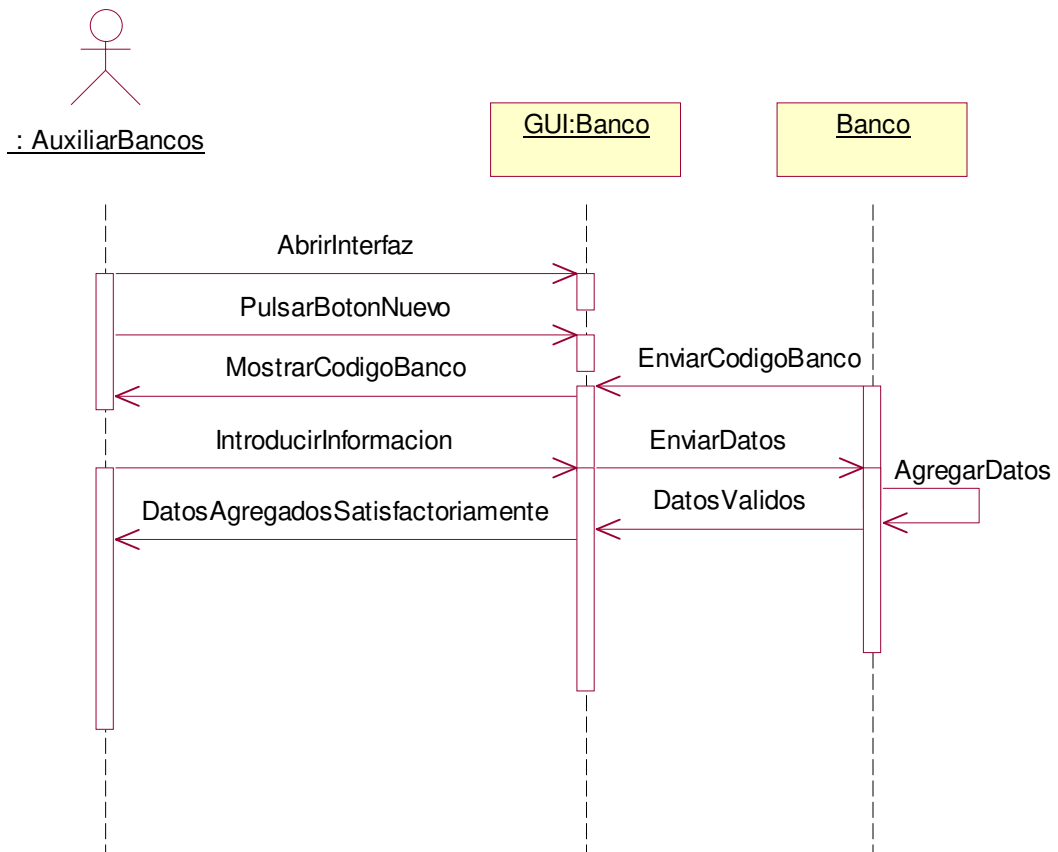 : AuxiliarBancos
GUI:Banco
Banco
AbrirInterfaz
PulsarBotonNuevo
MostrarCodigoBanco
EnviarCodigoBanco
IntroducirInformacion
EnviarDatos
AgregarDatos
DatosAgregadosSatisfactoriamente
DatosValidos